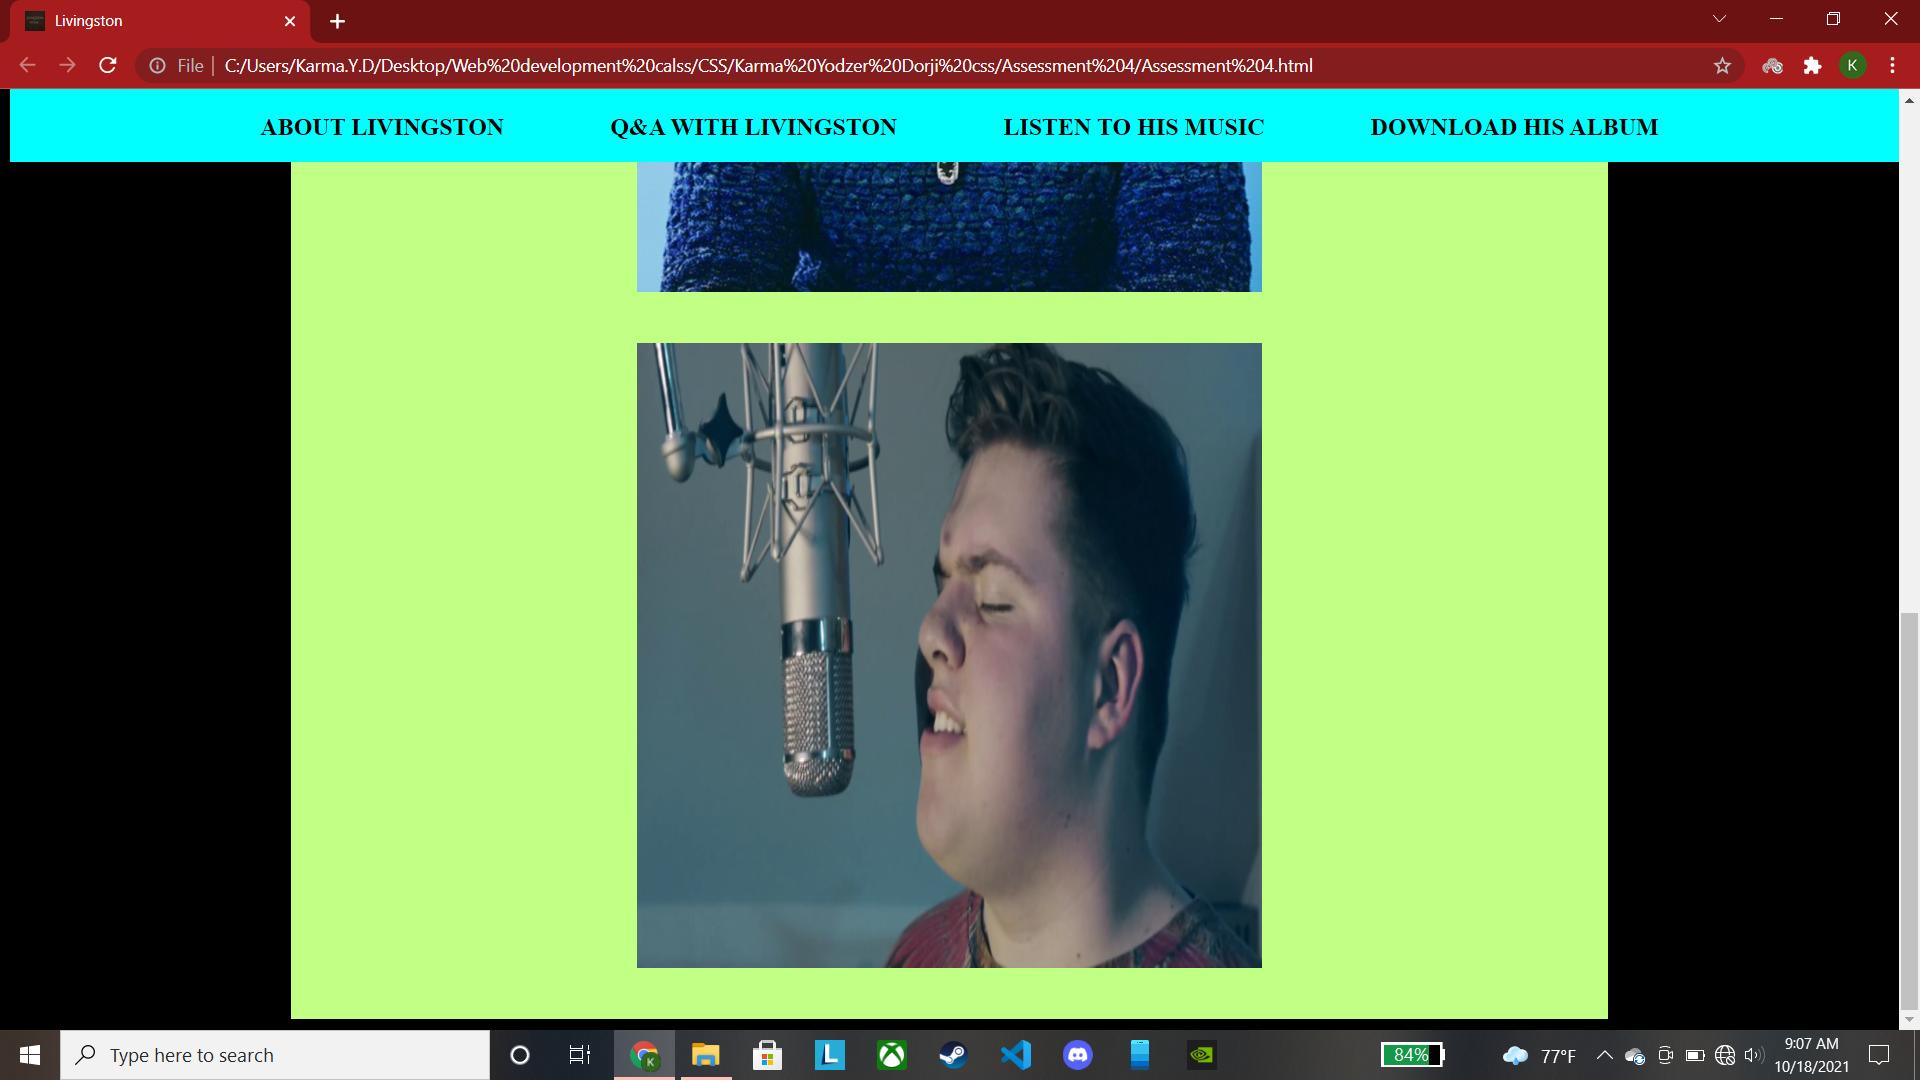 Livingston
File
C:/Users/Karma.Y.D/Desktop/Web%20development%20calss/CSS/Karma%20Yodzer%20Dorji%20css/Assessment%204/Assessment%204.html
K
ABOUT LIVINGSTON
Q&A WITH LIVINGSTON
LISTEN TO HIS MUSIC
DOWNLOAD HIS ALBUM
Type here to search
K
L
84%
77°F
9:07 AM
10/18/2021